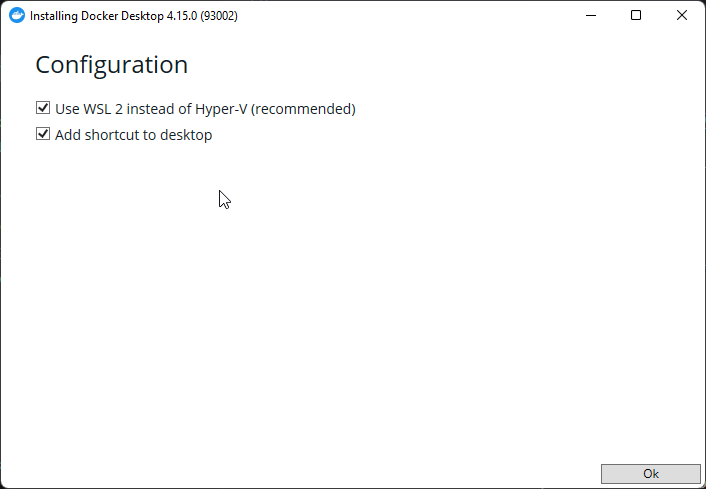 Installing Docker Desktop 4.15.0 (93002)
Configuration
Use WSL 2 instead of Hyper-V (recommended)
Add shortcut to desktop
Ok